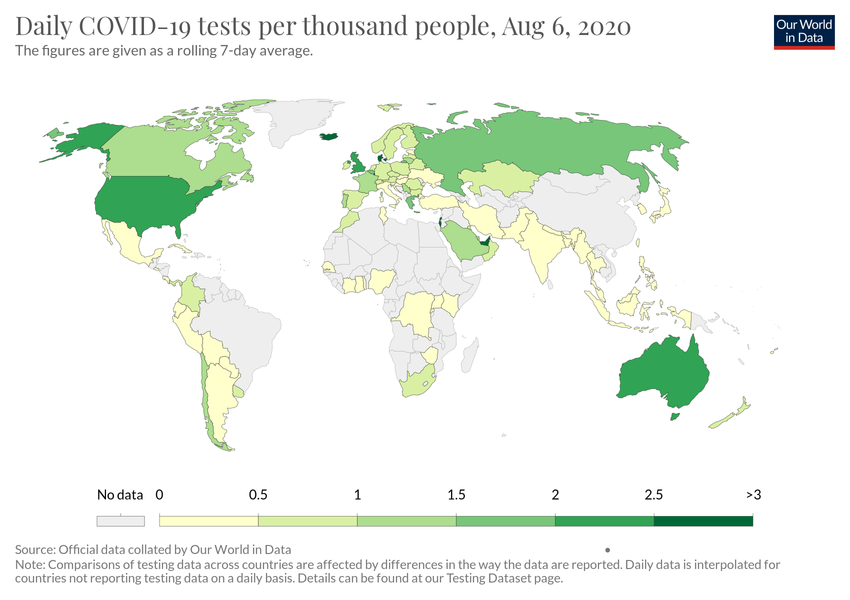 Daily COVID-19 tests per thousand people, Aug 6, 2020
The figures are given as a rolling 7-day average.
Our World
in Data
No data 0 0.5 1 1.5 2 2.5 >3
Source: Official data collated by Our World in Data
Note: Comparisons of testing data across countries are affected by differences in the way the data are reported. Daily data is interpolated for
countries not reporting testing data on a daily basis. Details can be found at our Testing Dataset page.